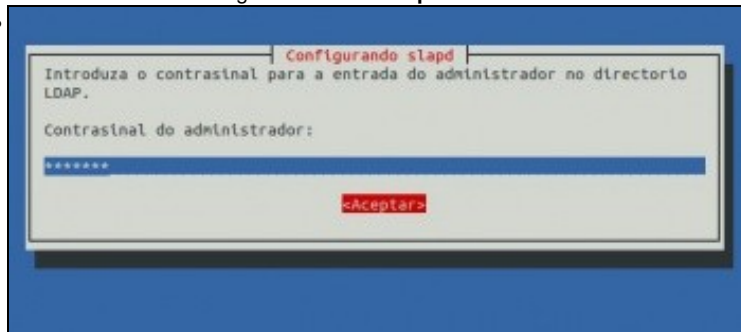 Configurando slapd
Introduza o contrasinal para a entrada do administrador no directorio
LDAP.
Contrasinal do administrador:
*******
<Aceptar>